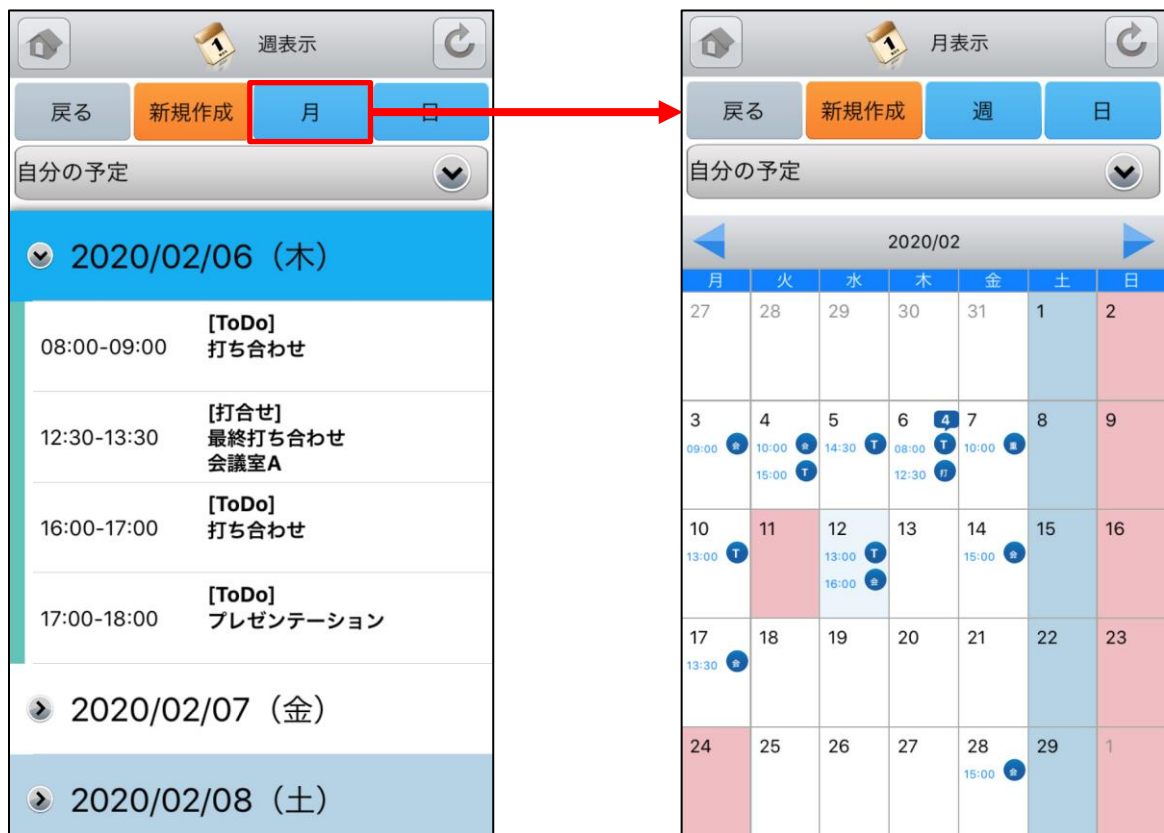 週表示
戻る 新規作成 月 日
自分の予定
2020/02/06（木）
08:00-09:00 [ToDo]
打ち合わせ
12:30-13:30 [打合せ]
最終打ち合わせ
会議室A
16:00-17:00 [ToDo]
打ち合わせ
17:00-18:00 [ToDo]
プレゼンテーション
2020/02/07（金）
2020/02/08（土）
月表示
戻る 新規作成 週 日
自分の予定
2020/02
月 火 水 木 金 土 日
27 28 29 30 31 1 2
3 4 5 6 4 7 8 9
09:00 会 10:00 会 14:30 T 08:00 T 10:00 重
15:00 T 12:30 打
10 11 12 13 14 15 16
13:00 T 13:00 T 15:00 会
16:00 会
17 18 19 20 21 22 23
13:30 会
24 25 26 27 28 29 1
15:00 会